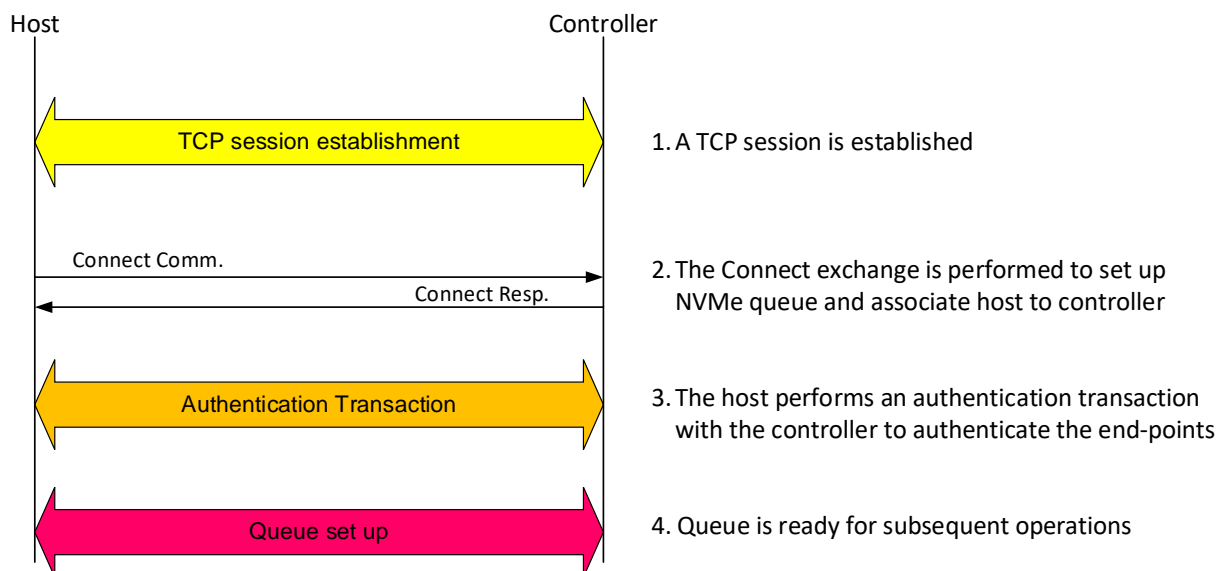 Host
Controller
TCP session establishment
1. A TCP session is established
Connect Comm.
Connect Resp.
2. The Connect exchange is performed to set up
NVMe queue and associate host to controller
Authentication Transaction
3. The host performs an authentication transaction
with the controller to authenticate the end-points
Queue set up
4. Queue is ready for subsequent operations